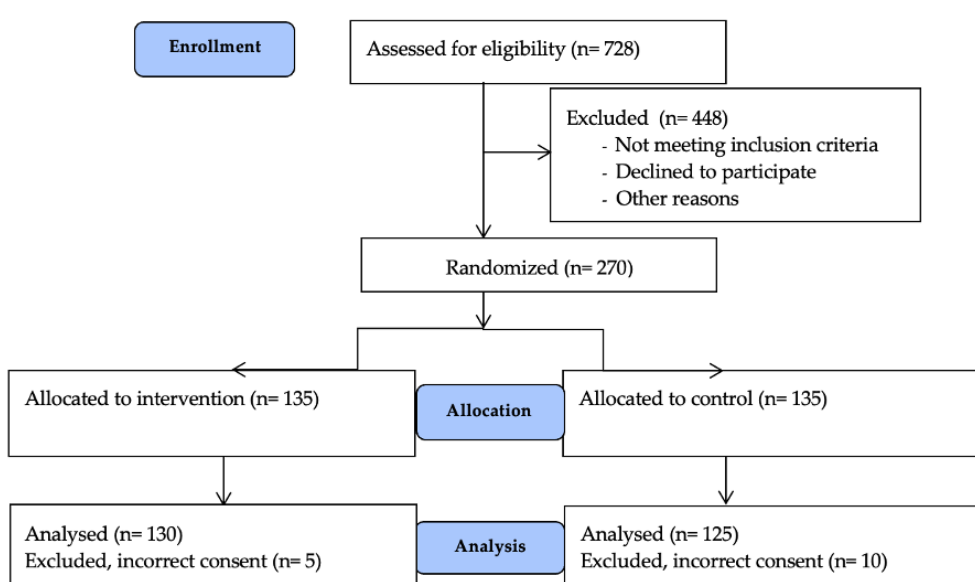 Enrollment
Assessed for eligibility (n= 728)
Excluded (n= 448)
- Not meeting inclusion criteria
- Declined to participate
- Other reasons
Randomized (n= 270)
Allocated to intervention (n= 135)
Allocation
Allocated to control (n= 135)
Analysed (n= 130)
Excluded, incorrect consent (n= 5)
Analysis
Analysed (n= 125)
Excluded, incorrect consent (n= 10)